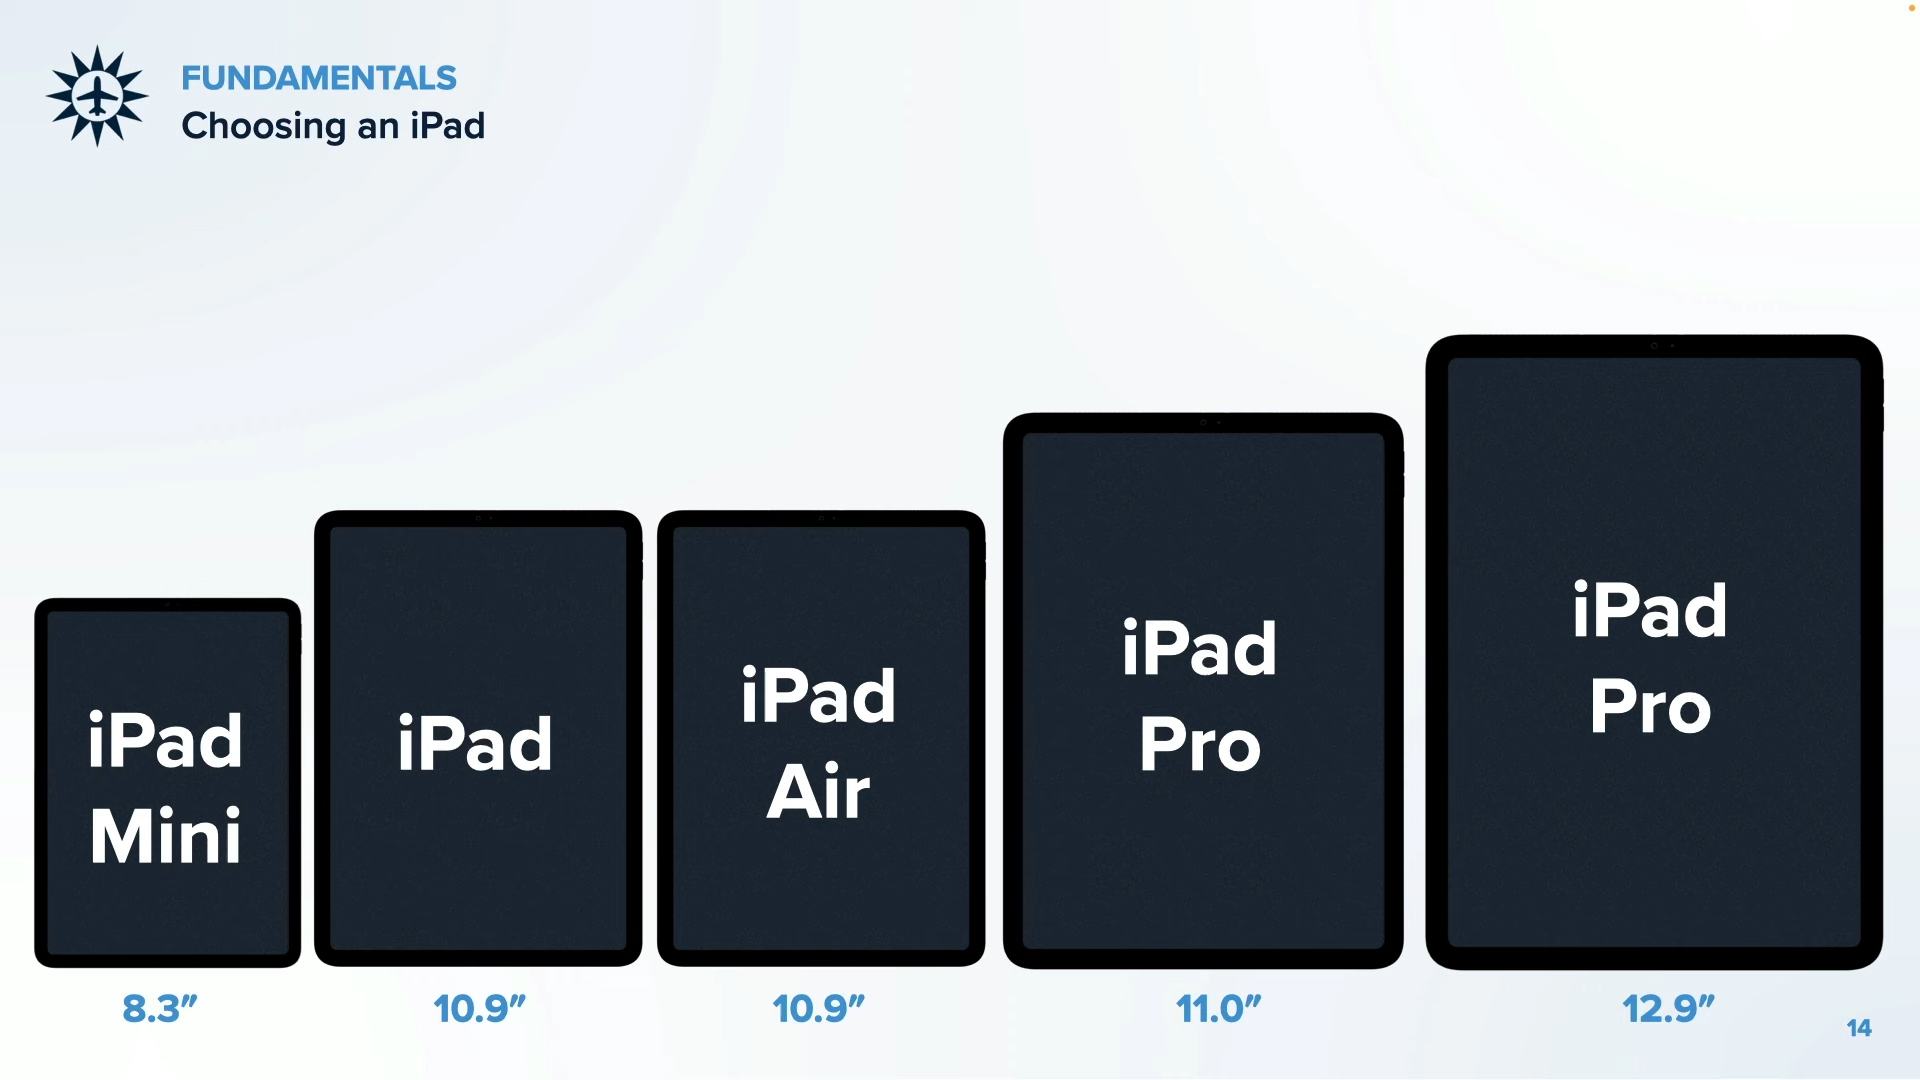 FUNDAMENTALS
Choosing an iPad
iPad
Mini
iPad
iPad
Air
iPad
Pro
iPad
Pro
8.3″
10.9″
10.9″
11.0″
12.9″
14